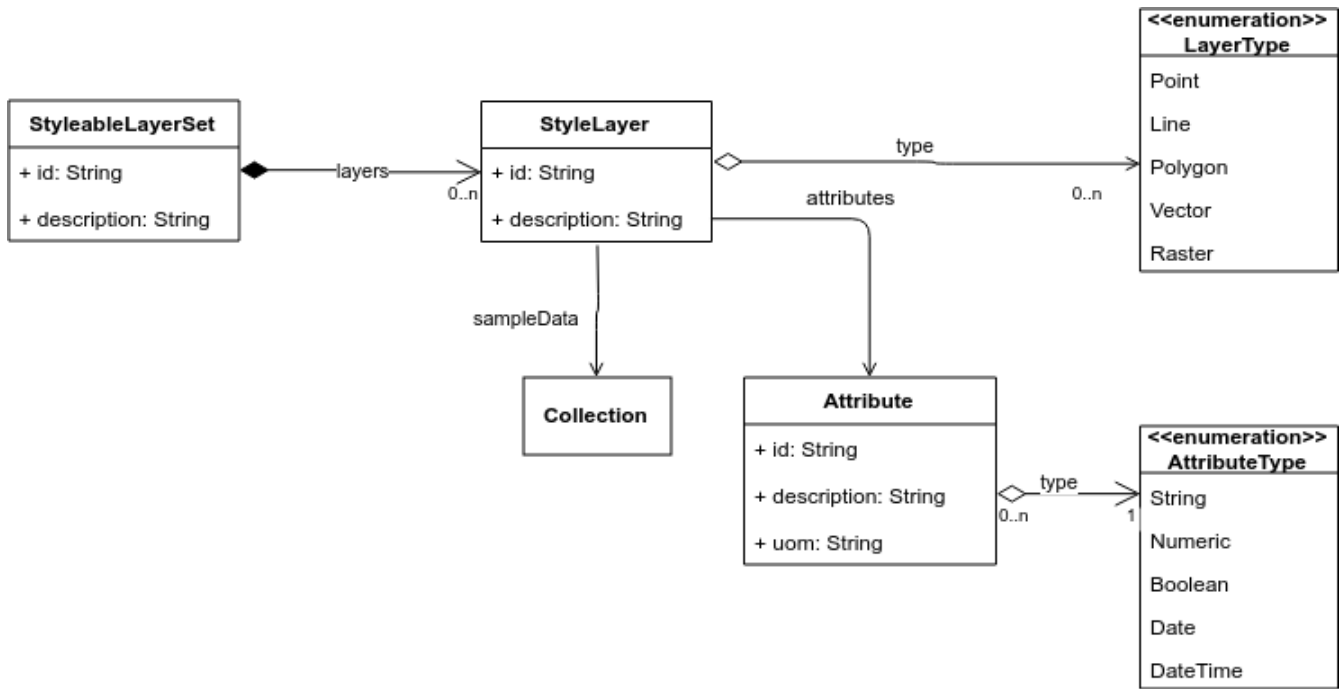 <<enumeration>>
LayerType
Point
Line
Polygon
Vector
Raster
StyleableLayerSet
+ id: String
+ description: String
layers
0..n
StyleLayer
+ id: String
+ description: String
type
0..n
attributes
sampleData
Collection
Attribute
+ id: String
+ description: String
+ uom: String
type
0..n
1
<<enumeration>>
AttributeType
String
Numeric
Boolean
Date
DateTime